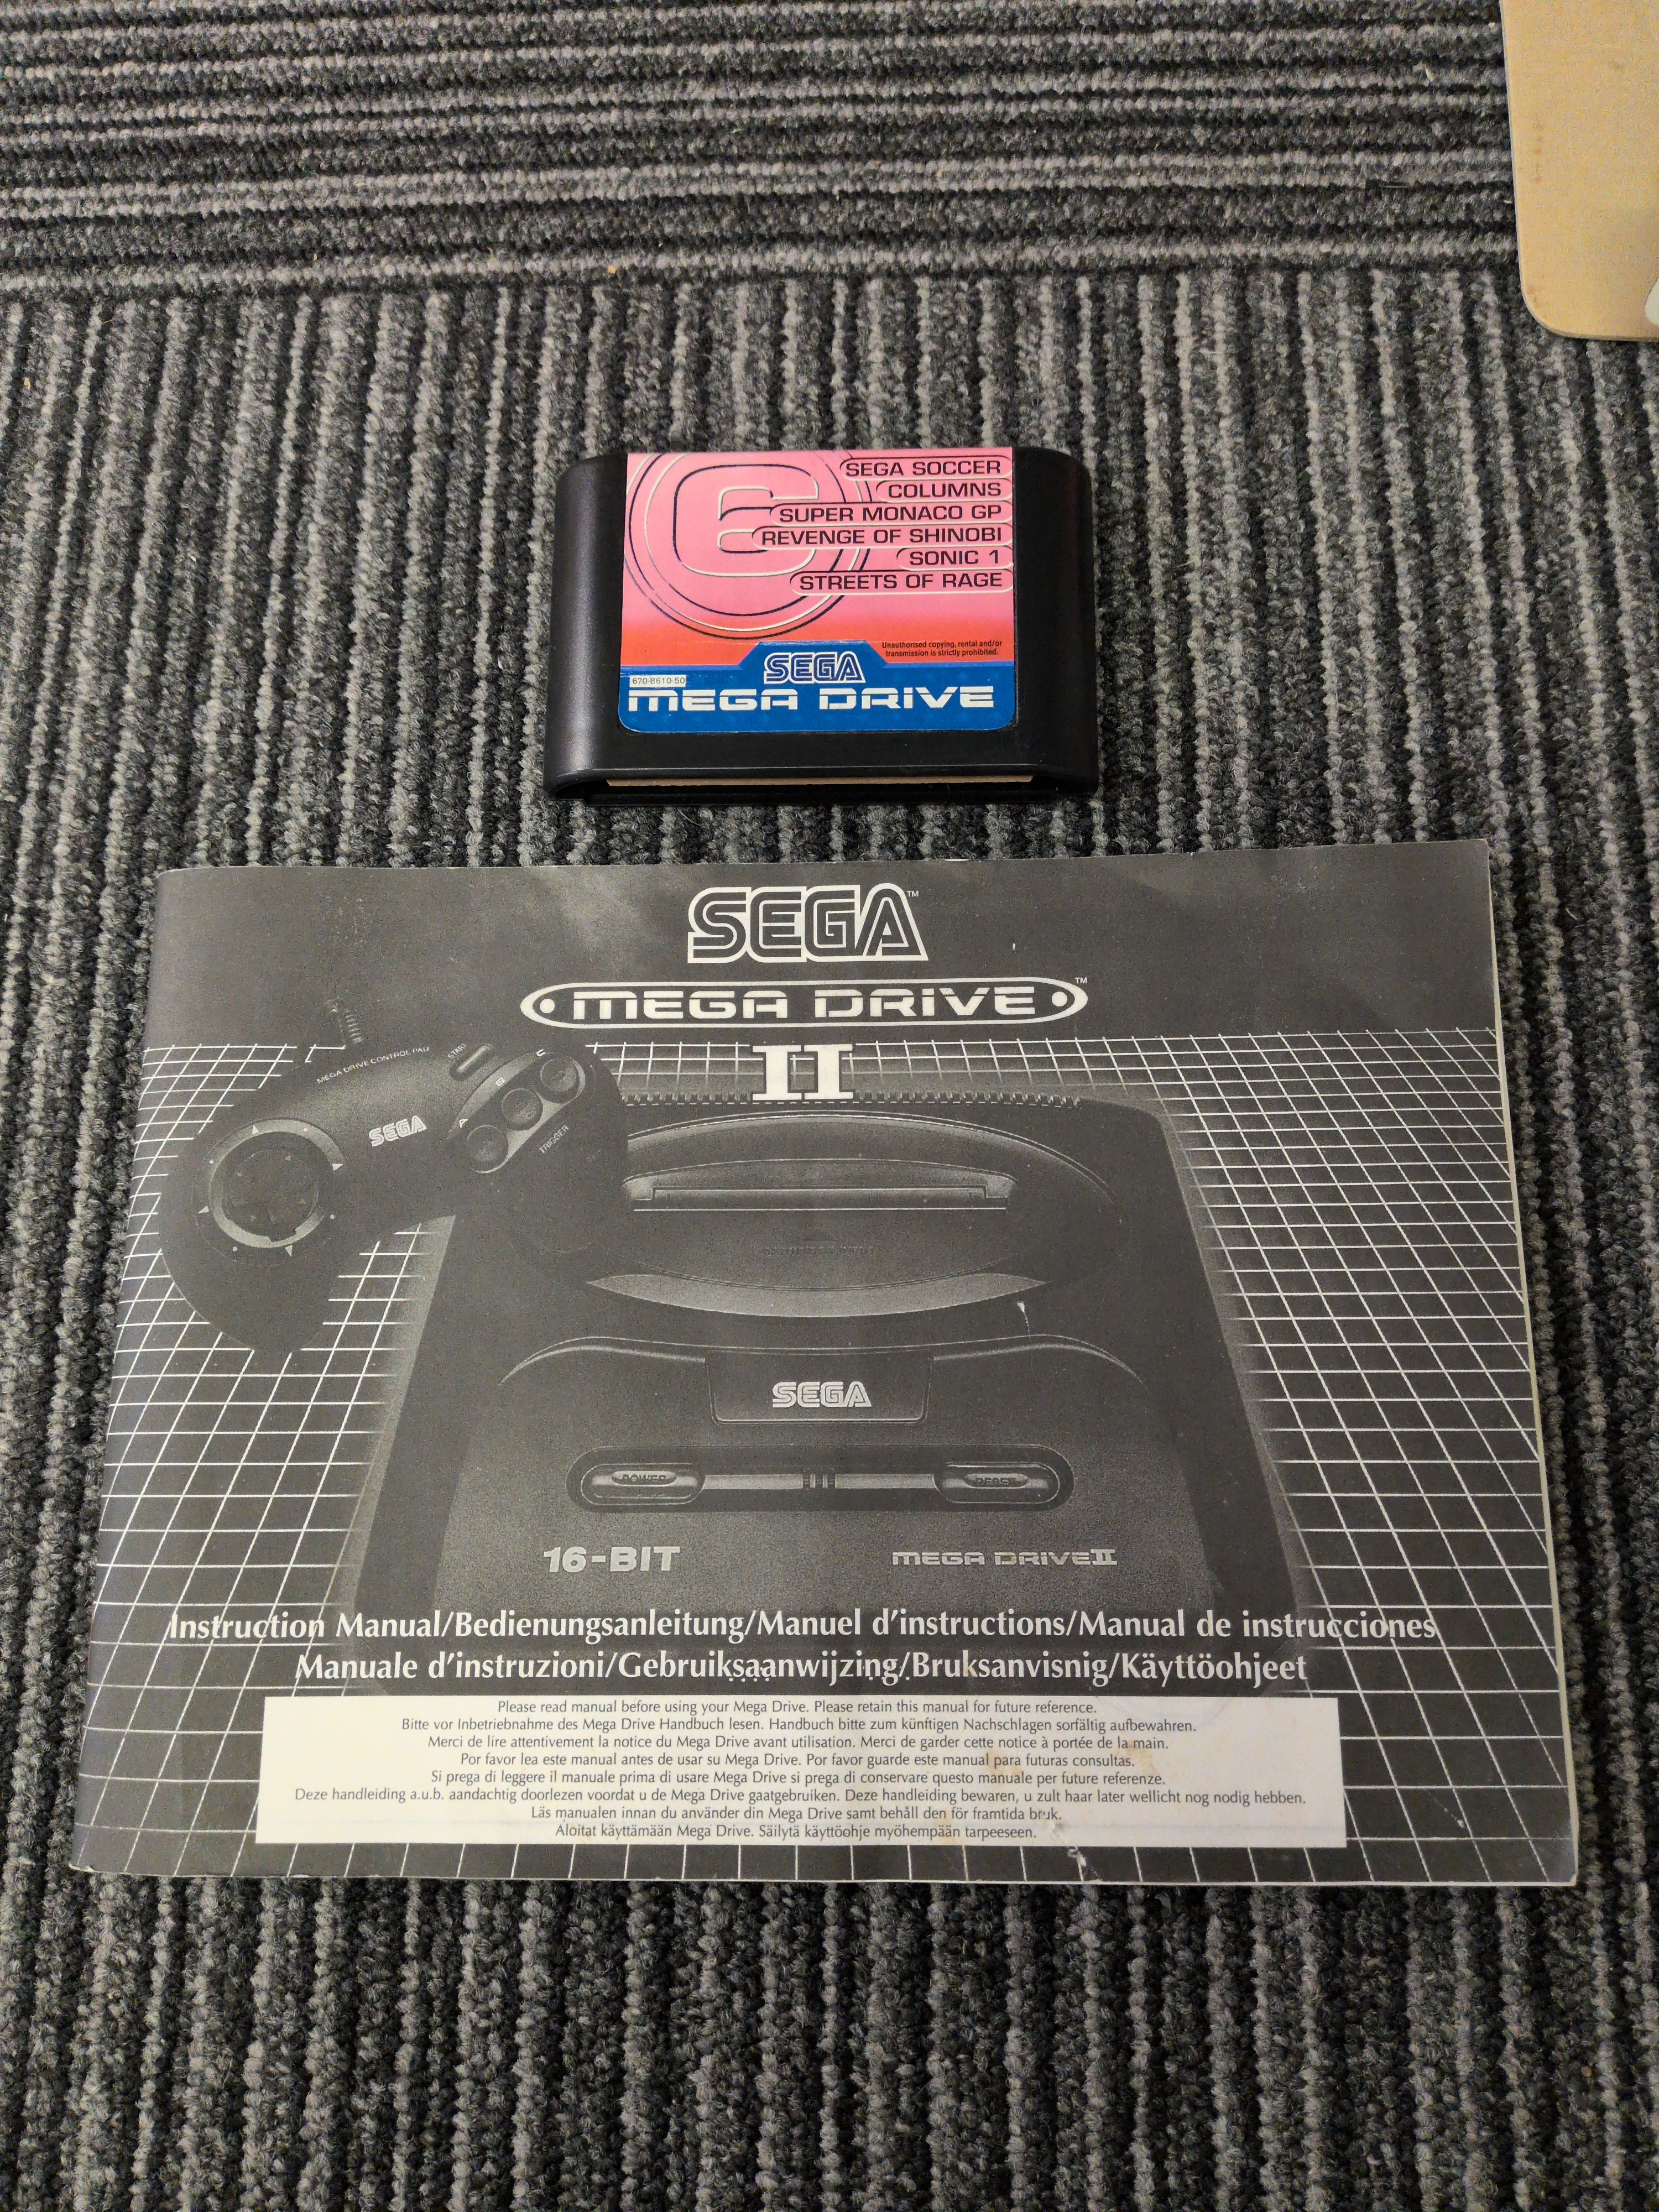 6
SEGA SOCCER
COLUMNS
SUPER MONACO GP
REVENGE OF SHINOBI
SONIC 1
STREETS OF RAGE
Unauthorised copying, rental and/or
transmission is strictly prohibited.
SEGA
670-8610-50
MEGA DRIVE
SEGA™
MEGA DRIVE™
II
MEGA DRIVE CONTROL PAD
START
SEGA
A
B
C
TRIGGER
SEGA
POWER
RESET
16-BIT
MEGA DRIVE II
Instruction Manual/Bedienungsanleitung/Manuel d'instructions/Manual de instrucciones
Manuale d'instruzioni/Gebruiksaanwijzing/Bruksanvisnig/Käyttöohjeet
Please read manual before using your Mega Drive. Please retain this manual for future reference.
Bitte vor Inbetriebnahme des Mega Drive Handbuch lesen. Handbuch bitte zum künftigen Nachschlagen sorfältig aufbewahren.
Merci de lire attentivement la notice du Mega Drive avant utilisation. Merci de garder cette notice à portée de la main.
Por favor lea este manual antes de usar su Mega Drive. Por favor guarde este manual para futuras consultas.
Si prega di leggere il manuale prima di usare Mega Drive si prega di conservare questo manuale per future referenze.
Deze handleiding a.u.b. aandachtig doorlezen voordat u de Mega Drive gaatgebruiken. Deze handleiding bewaren, u zult haar later wellicht nog nodig hebben.
Läs manualen innan du använder din Mega Drive samt behåll den för framtida bruk.
Aloitat käyttämään Mega Drive. Säilytä käyttöohje myöhempään tarpeeseen.